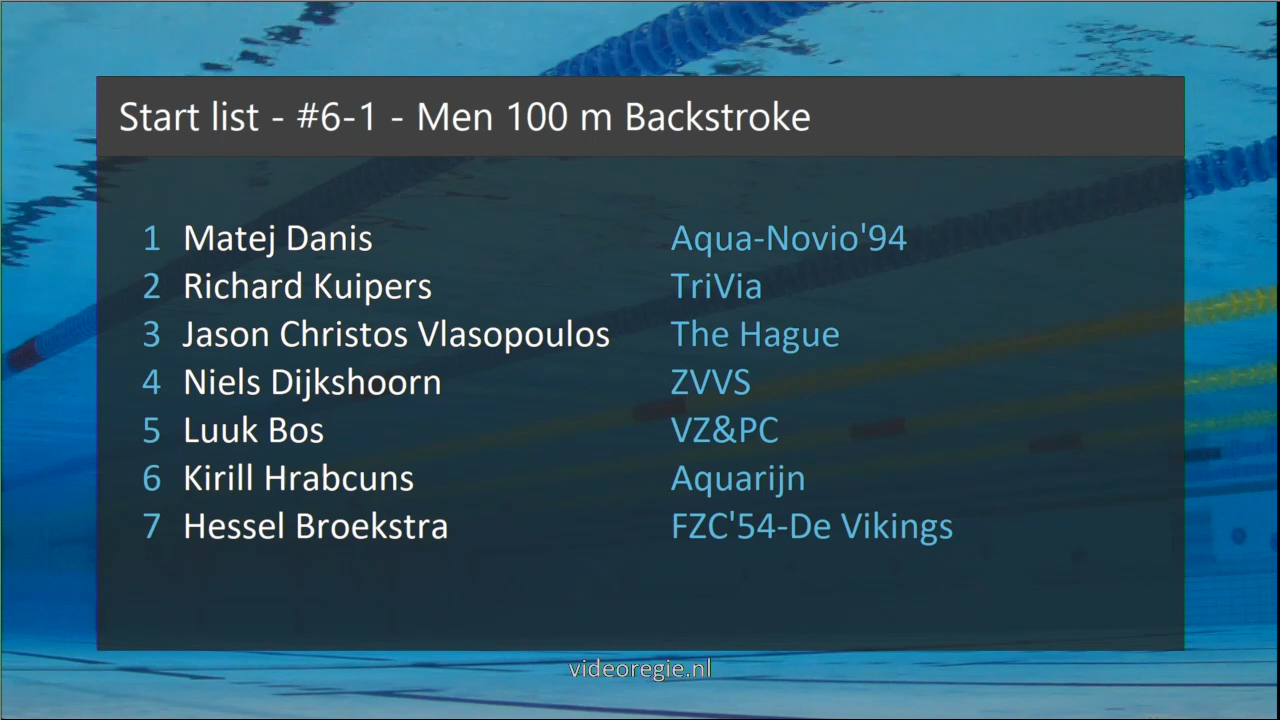 Start list - #6-1 - Men 100 m Backstroke
1 Matej Danis Aqua-Novio'94
2 Richard Kuipers TriVia
3 Jason Christos Vlasopoulos The Hague
4 Niels Dijkshoorn ZVVS
5 Luuk Bos VZ&PC
6 Kirill Hrabcuns Aquarijn
7 Hessel Broekstra FZC'54-De Vikings
videoregie.nl